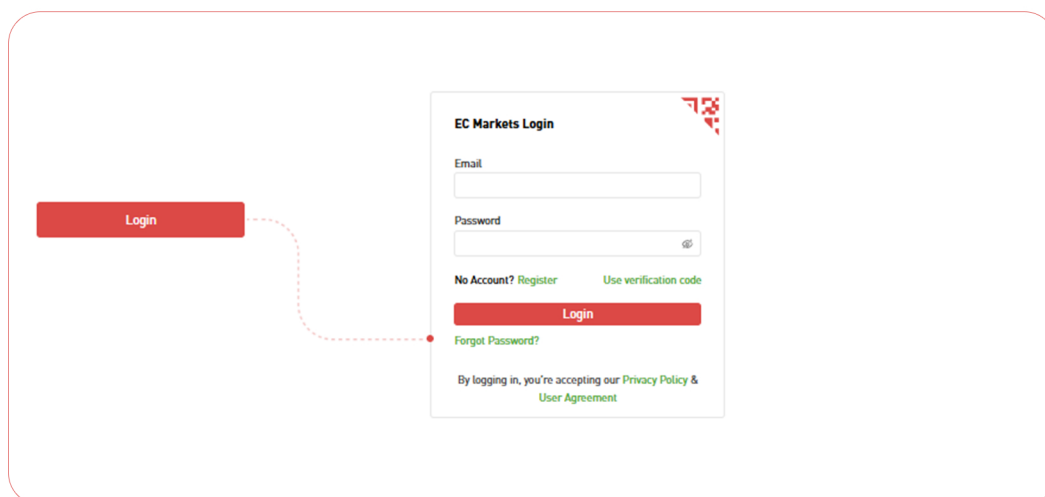 EC Markets Login
Email
Login
Password
No Account? Register Use verification code
Login
Forgot Password?
By logging in, you're accepting our Privacy Policy &
User Agreement